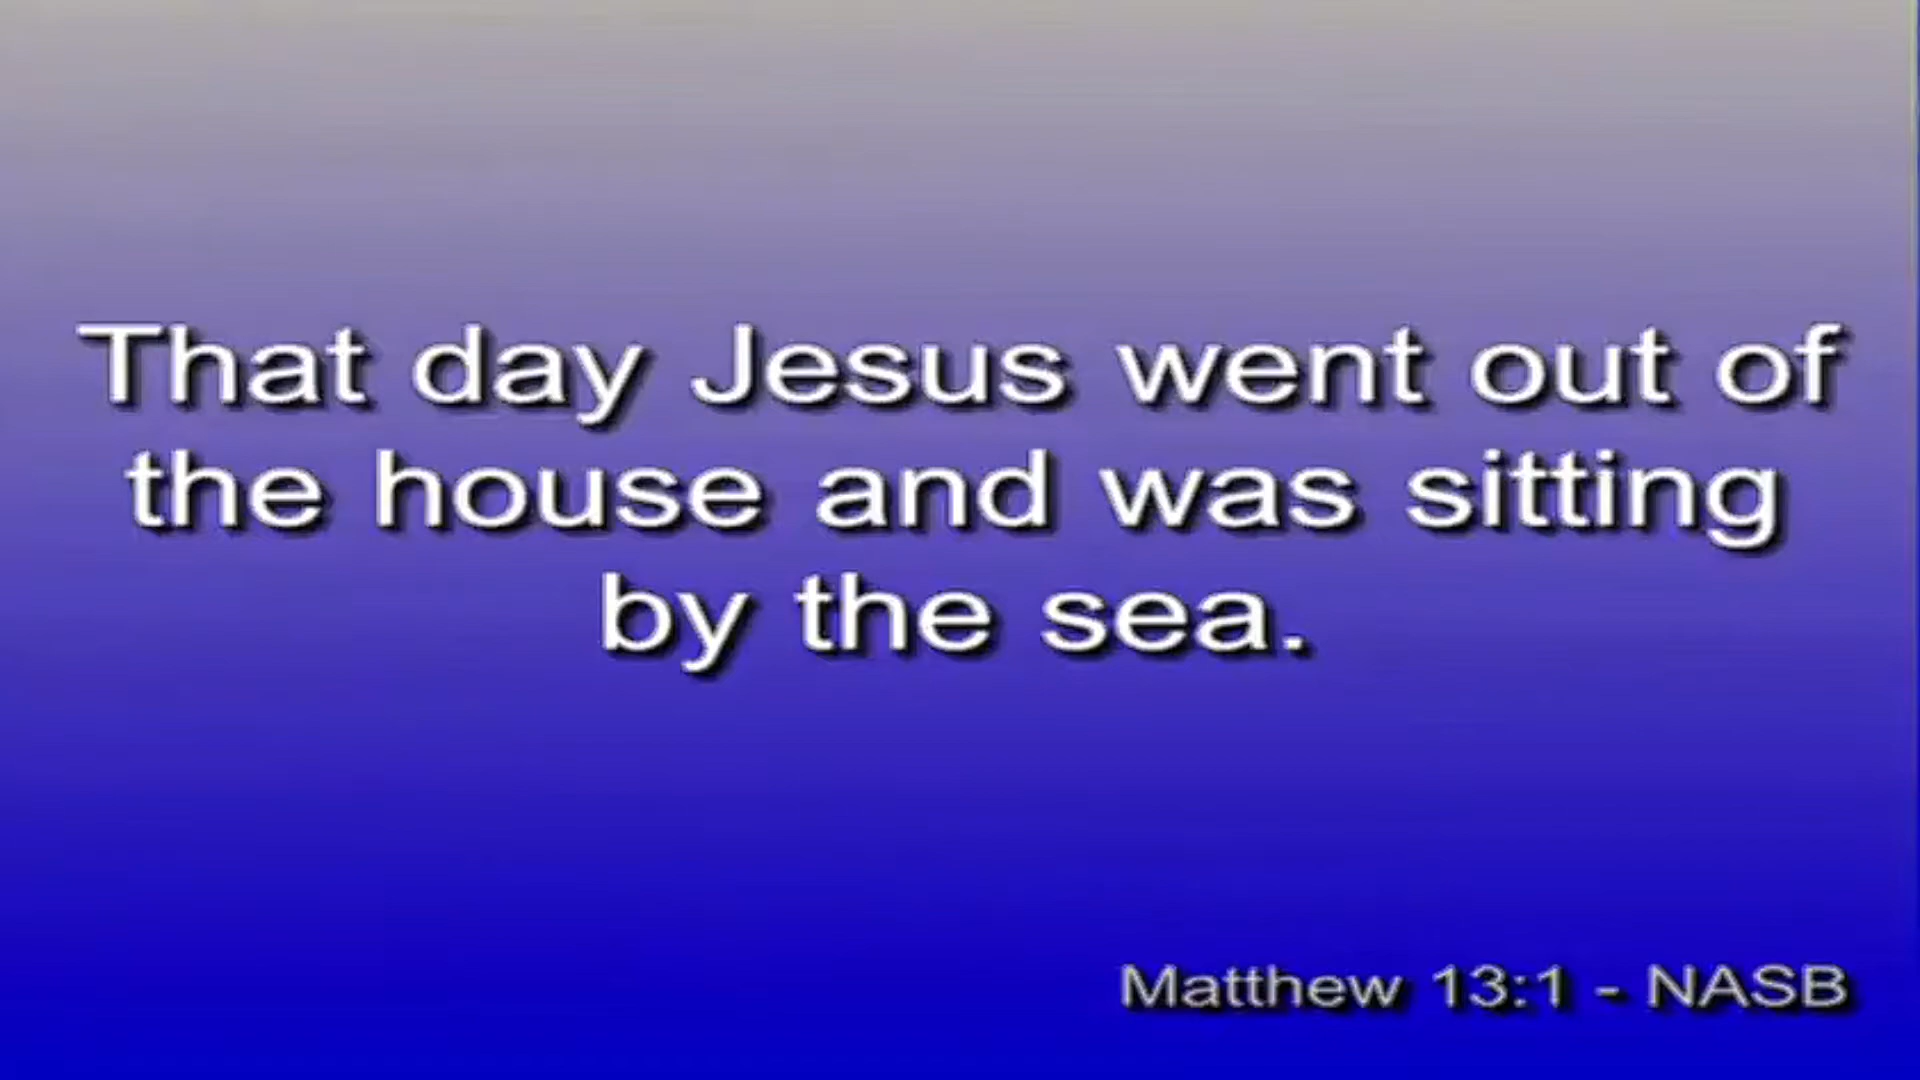 That day Jesus went out of
the house and was sitting
by the sea.
Matthew 13:1 - NASB